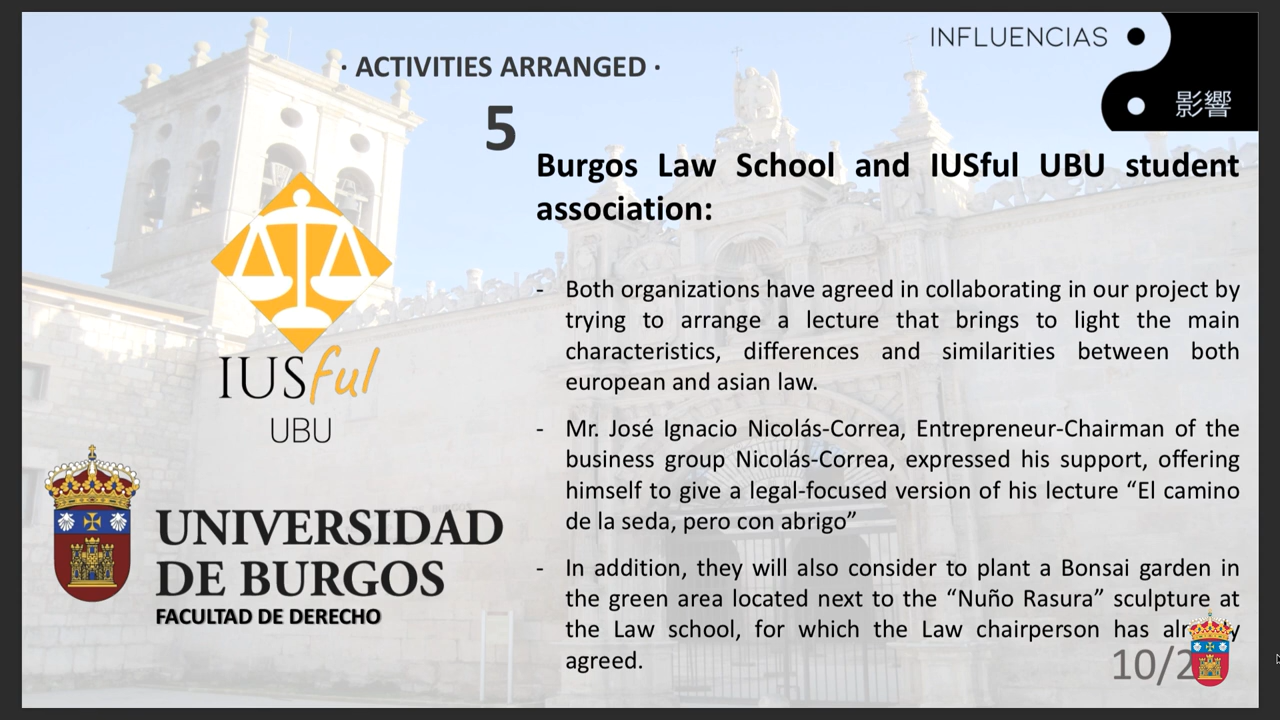 INFLUENCIAS
影響
· ACTIVITIES ARRANGED ·
5
Burgos Law School and IUSful UBU student
association:
IUSful
UBU
UNIVERSIDAD
DE BURGOS
FACULTAD DE DERECHO
- Both organizations have agreed in collaborating in our project by
trying to arrange a lecture that brings to light the main
characteristics, differences and similarities between both
european and asian law.
- Mr. José Ignacio Nicolás-Correa, Entrepreneur-Chairman of the
business group Nicolás-Correa, expressed his support, offering
himself to give a legal-focused version of his lecture “El camino
de la seda, pero con abrigo”
- In addition, they will also consider to plant a Bonsai garden in
the green area located next to the “Nuño Rasura” sculpture at
the Law school, for which the Law chairperson has
agreed.